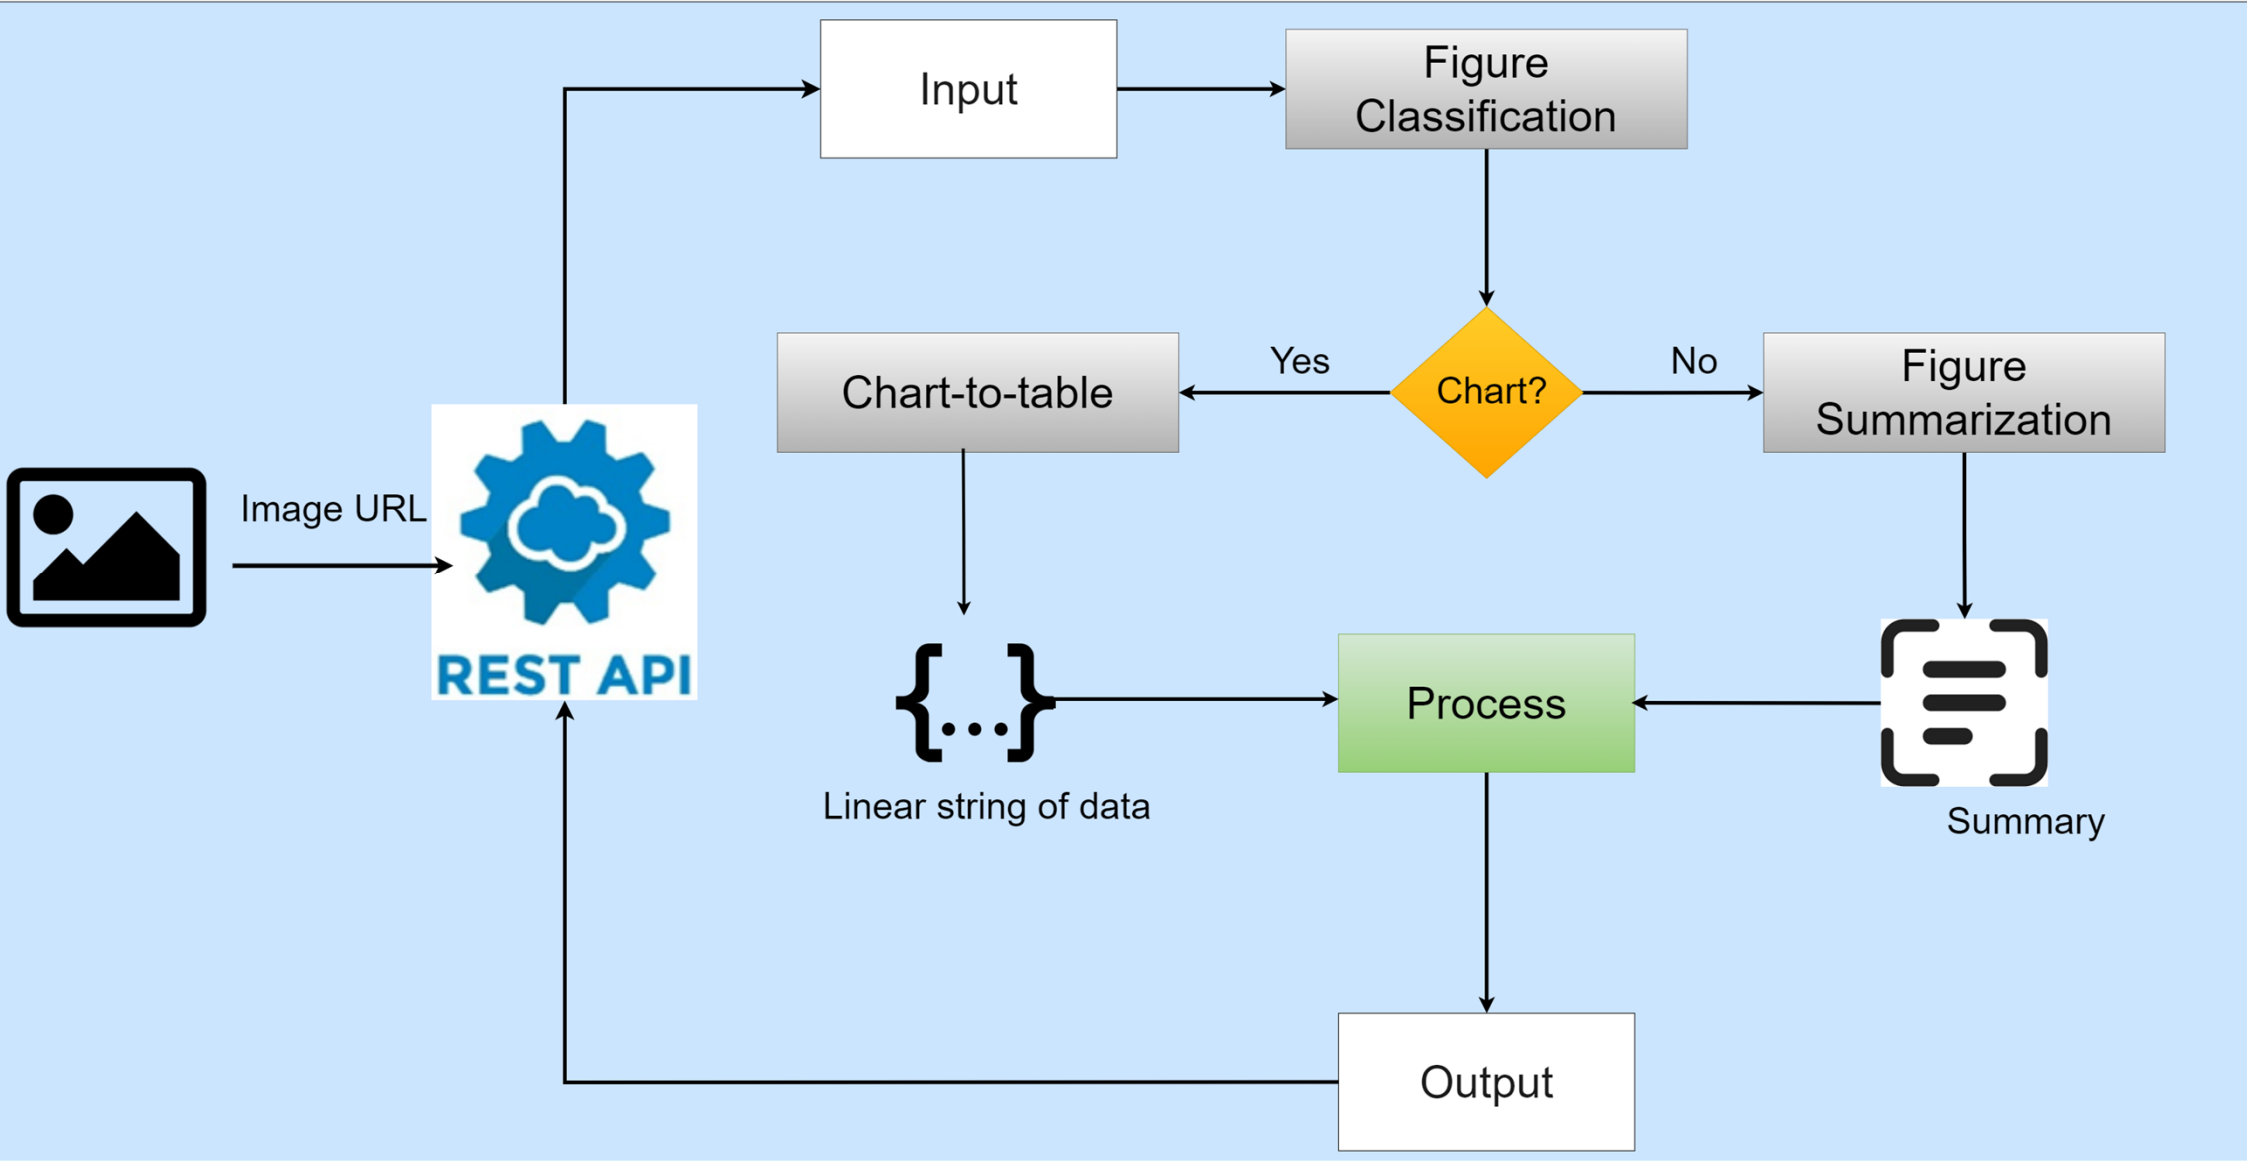 Input
Figure
Classification
Yes
Chart?
No
Chart-to-table
Figure
Summarization
Image URL
REST API
{...}
Process
Linear string of data
Summary
Output